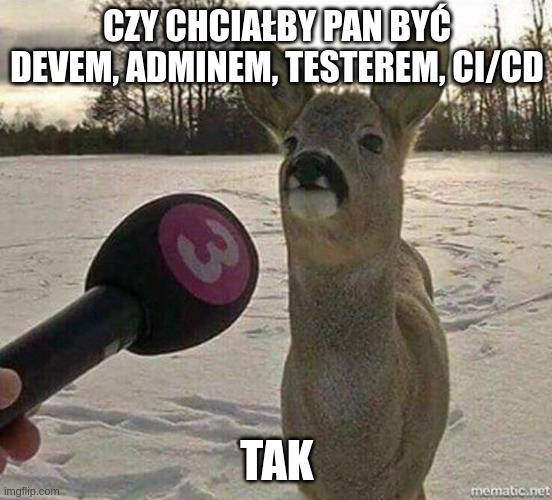 CZY CHCIAŁBY PAN BYĆ
DEVEM, ADMINEM, TESTEREM, CI/CD
3
TAK
imgflip.com
mematic.net